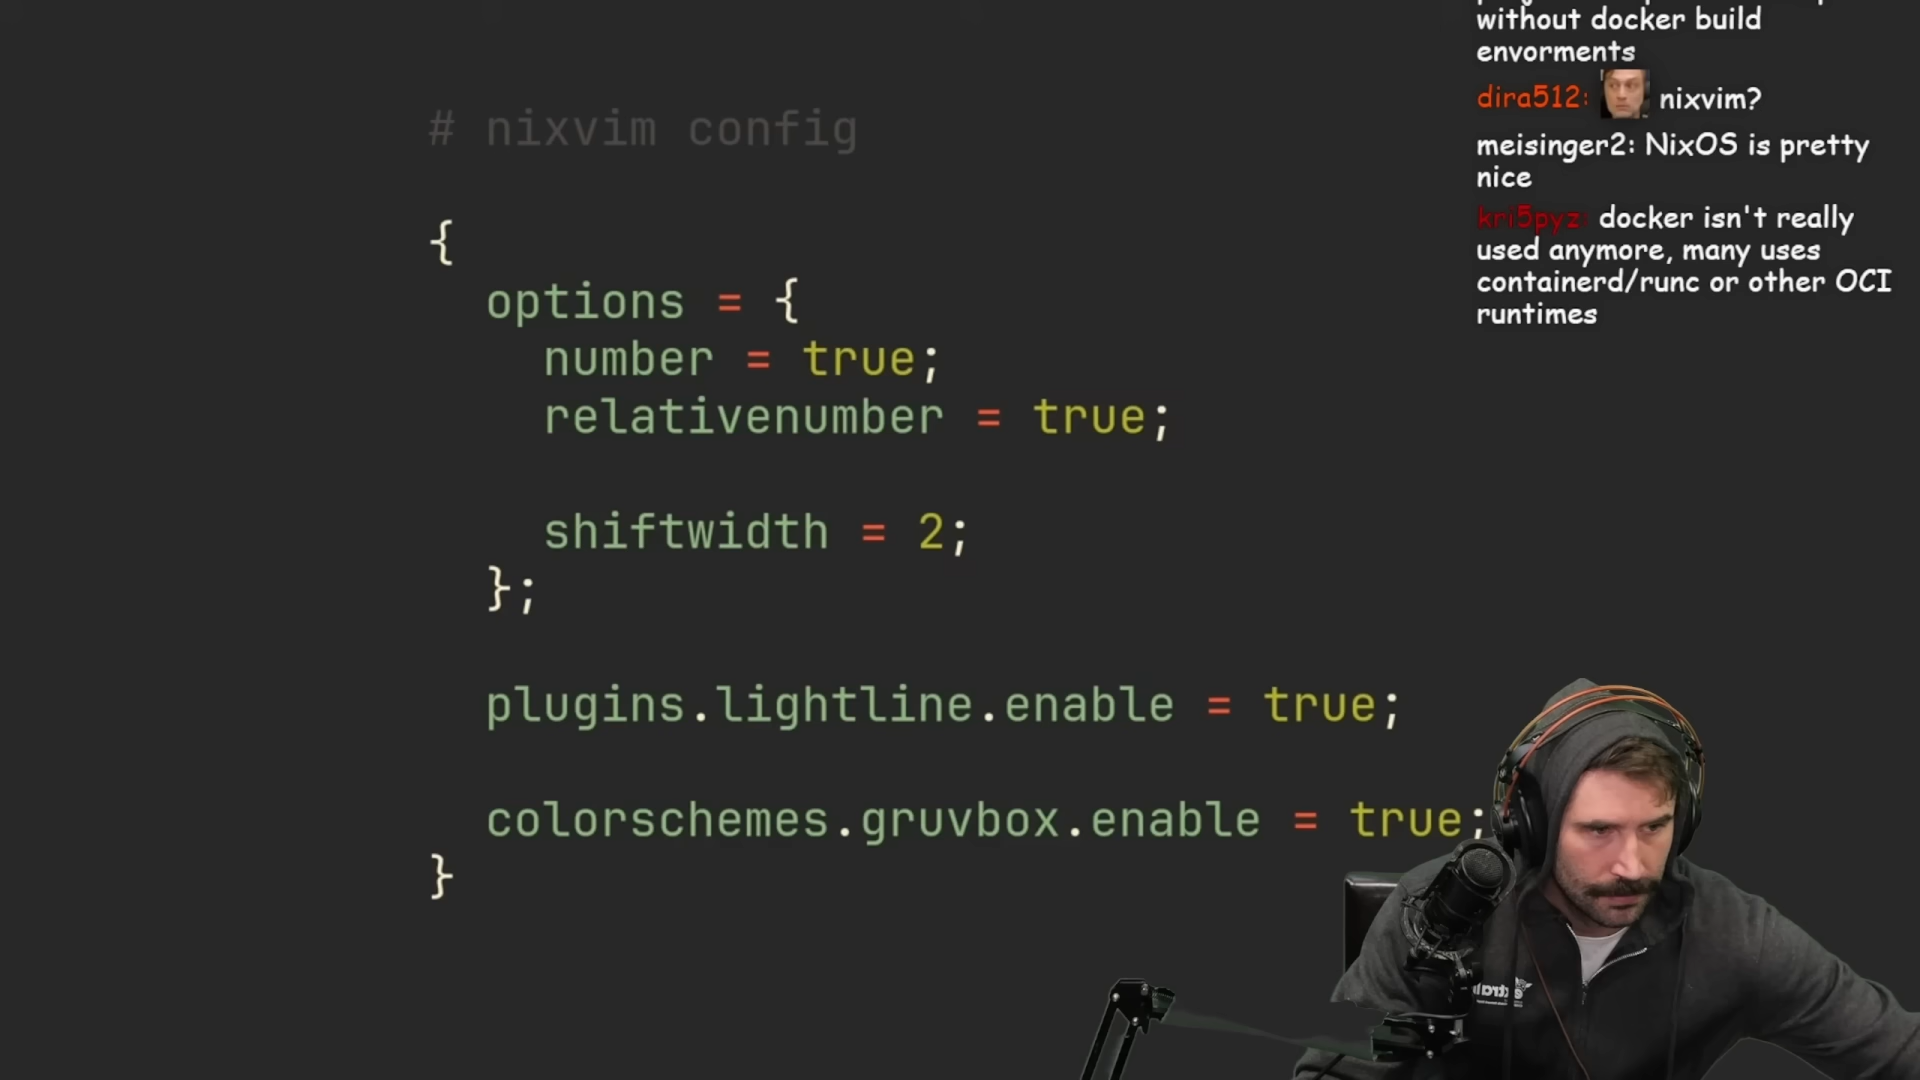 # nixvim config
{
options = {
number = true;
relativenumber = true;
shiftwidth = 2;
};
plugins.lightline.enable = true;
colorschemes.gruvbox.enable = true;
}
without docker build
envorments
dira512: nixvim?
meisinger2: NixOS is pretty
nice
kri5pyz: docker isn't really
used anymore, many uses
containerd/runc or other OCI
runtimes